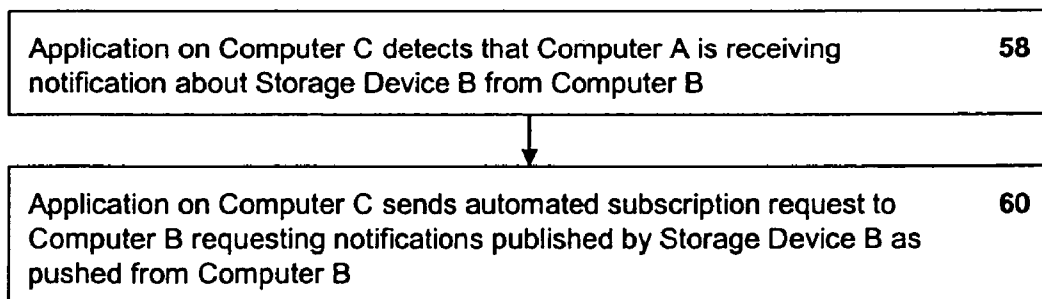 Application on Computer C detects that Computer A is receiving 58
notification about Storage Device B from Computer B
Application on Computer C sends automated subscription request to 60
Computer B requesting notifications published by Storage Device B as
pushed from Computer B